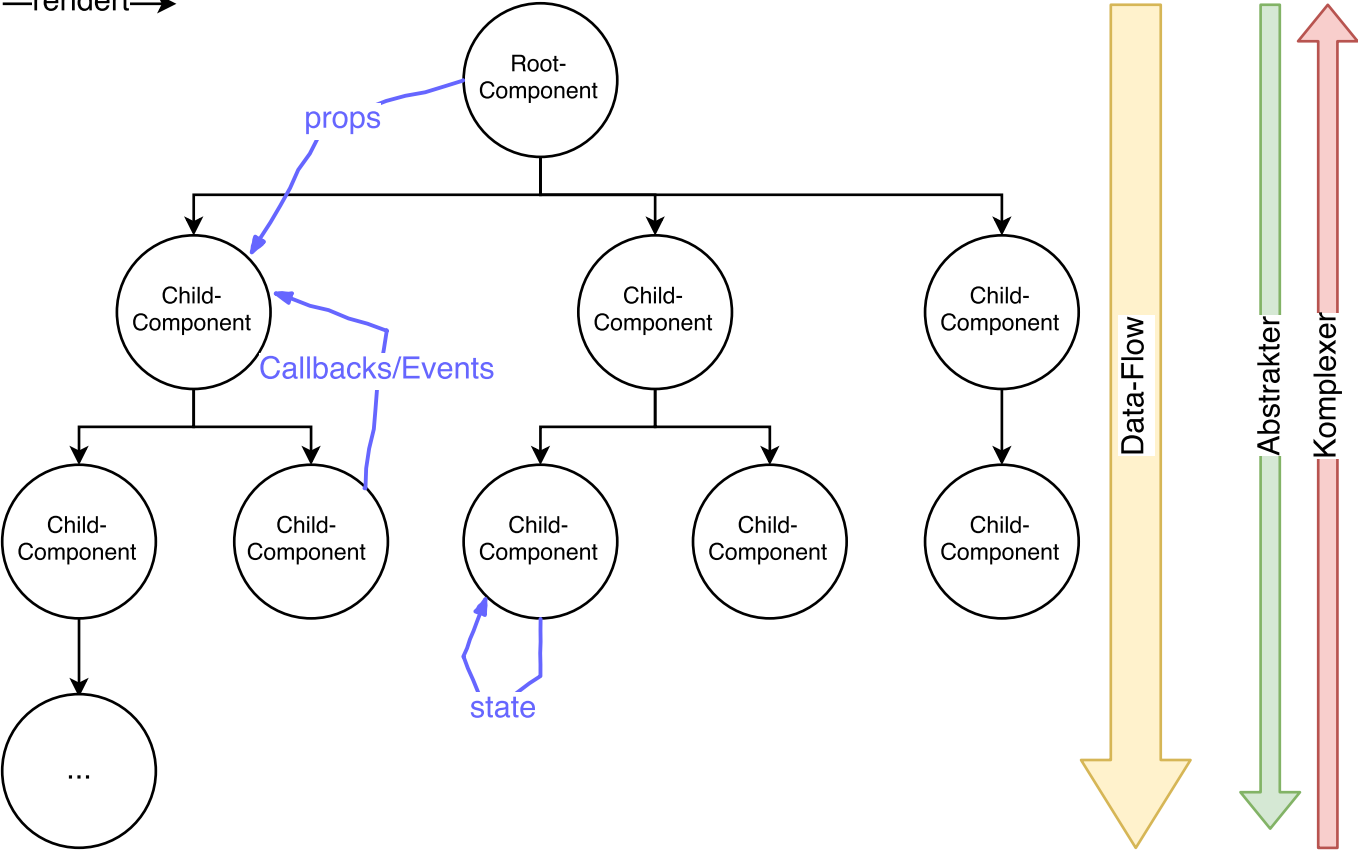 rendert
Root-
Component
props
Child-
Component
Child-
Component
Child-
Component
Callbacks/Events
Data-Flow
Abstrakter
Komplexer
Child-
Component
Child-
Component
Child-
Component
Child-
Component
Child-
Component
state
...